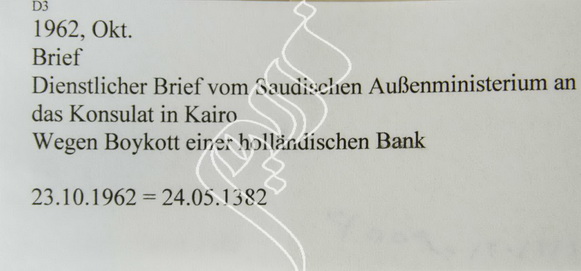 D3
1962, Okt.
Brief
Dienstlicher Brief vom Saudischen Außenministerium an
das Konsulat in Kairo
Wegen Boykott einer holländischen Bank
23.10.1962 = 24.05.1382